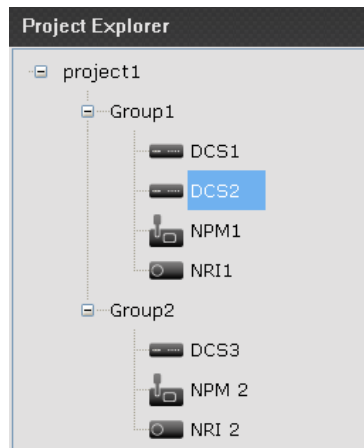 Project Explorer
project1
Group1
DCS1
DCS2
NPM1
NRI1
Group2
DCS3
NPM 2
NRI 2